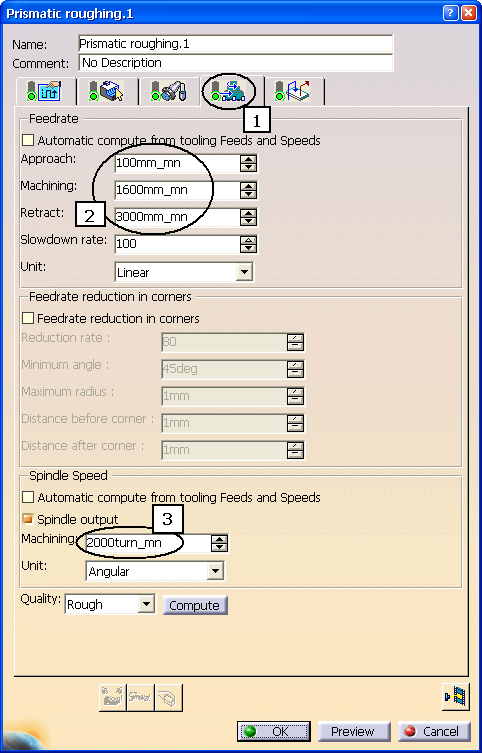 Prismatic roughing.1
Name: Prismatic roughing.1
Comment: No Description
1
Feedrate
Automatic compute from tooling Feeds and Speeds
Approach: 100mm_mn
Machining: 1600mm_mn
Retract: 2 3000mm_mn
Slowdown rate: 100
Unit: Linear
Feedrate reduction in corners
Feedrate reduction in corners
Reduction rate : 80
Minimum angle : 45deg
Maximum radius : 1mm
Distance before corner : 1mm
Distance after corner : 1mm
Spindle Speed
Automatic compute from tooling Feeds and Speeds
Spindle output 3
Machining: 2000turn_mn
Unit: Angular
Quality: Rough Compute
OK Preview Cancel